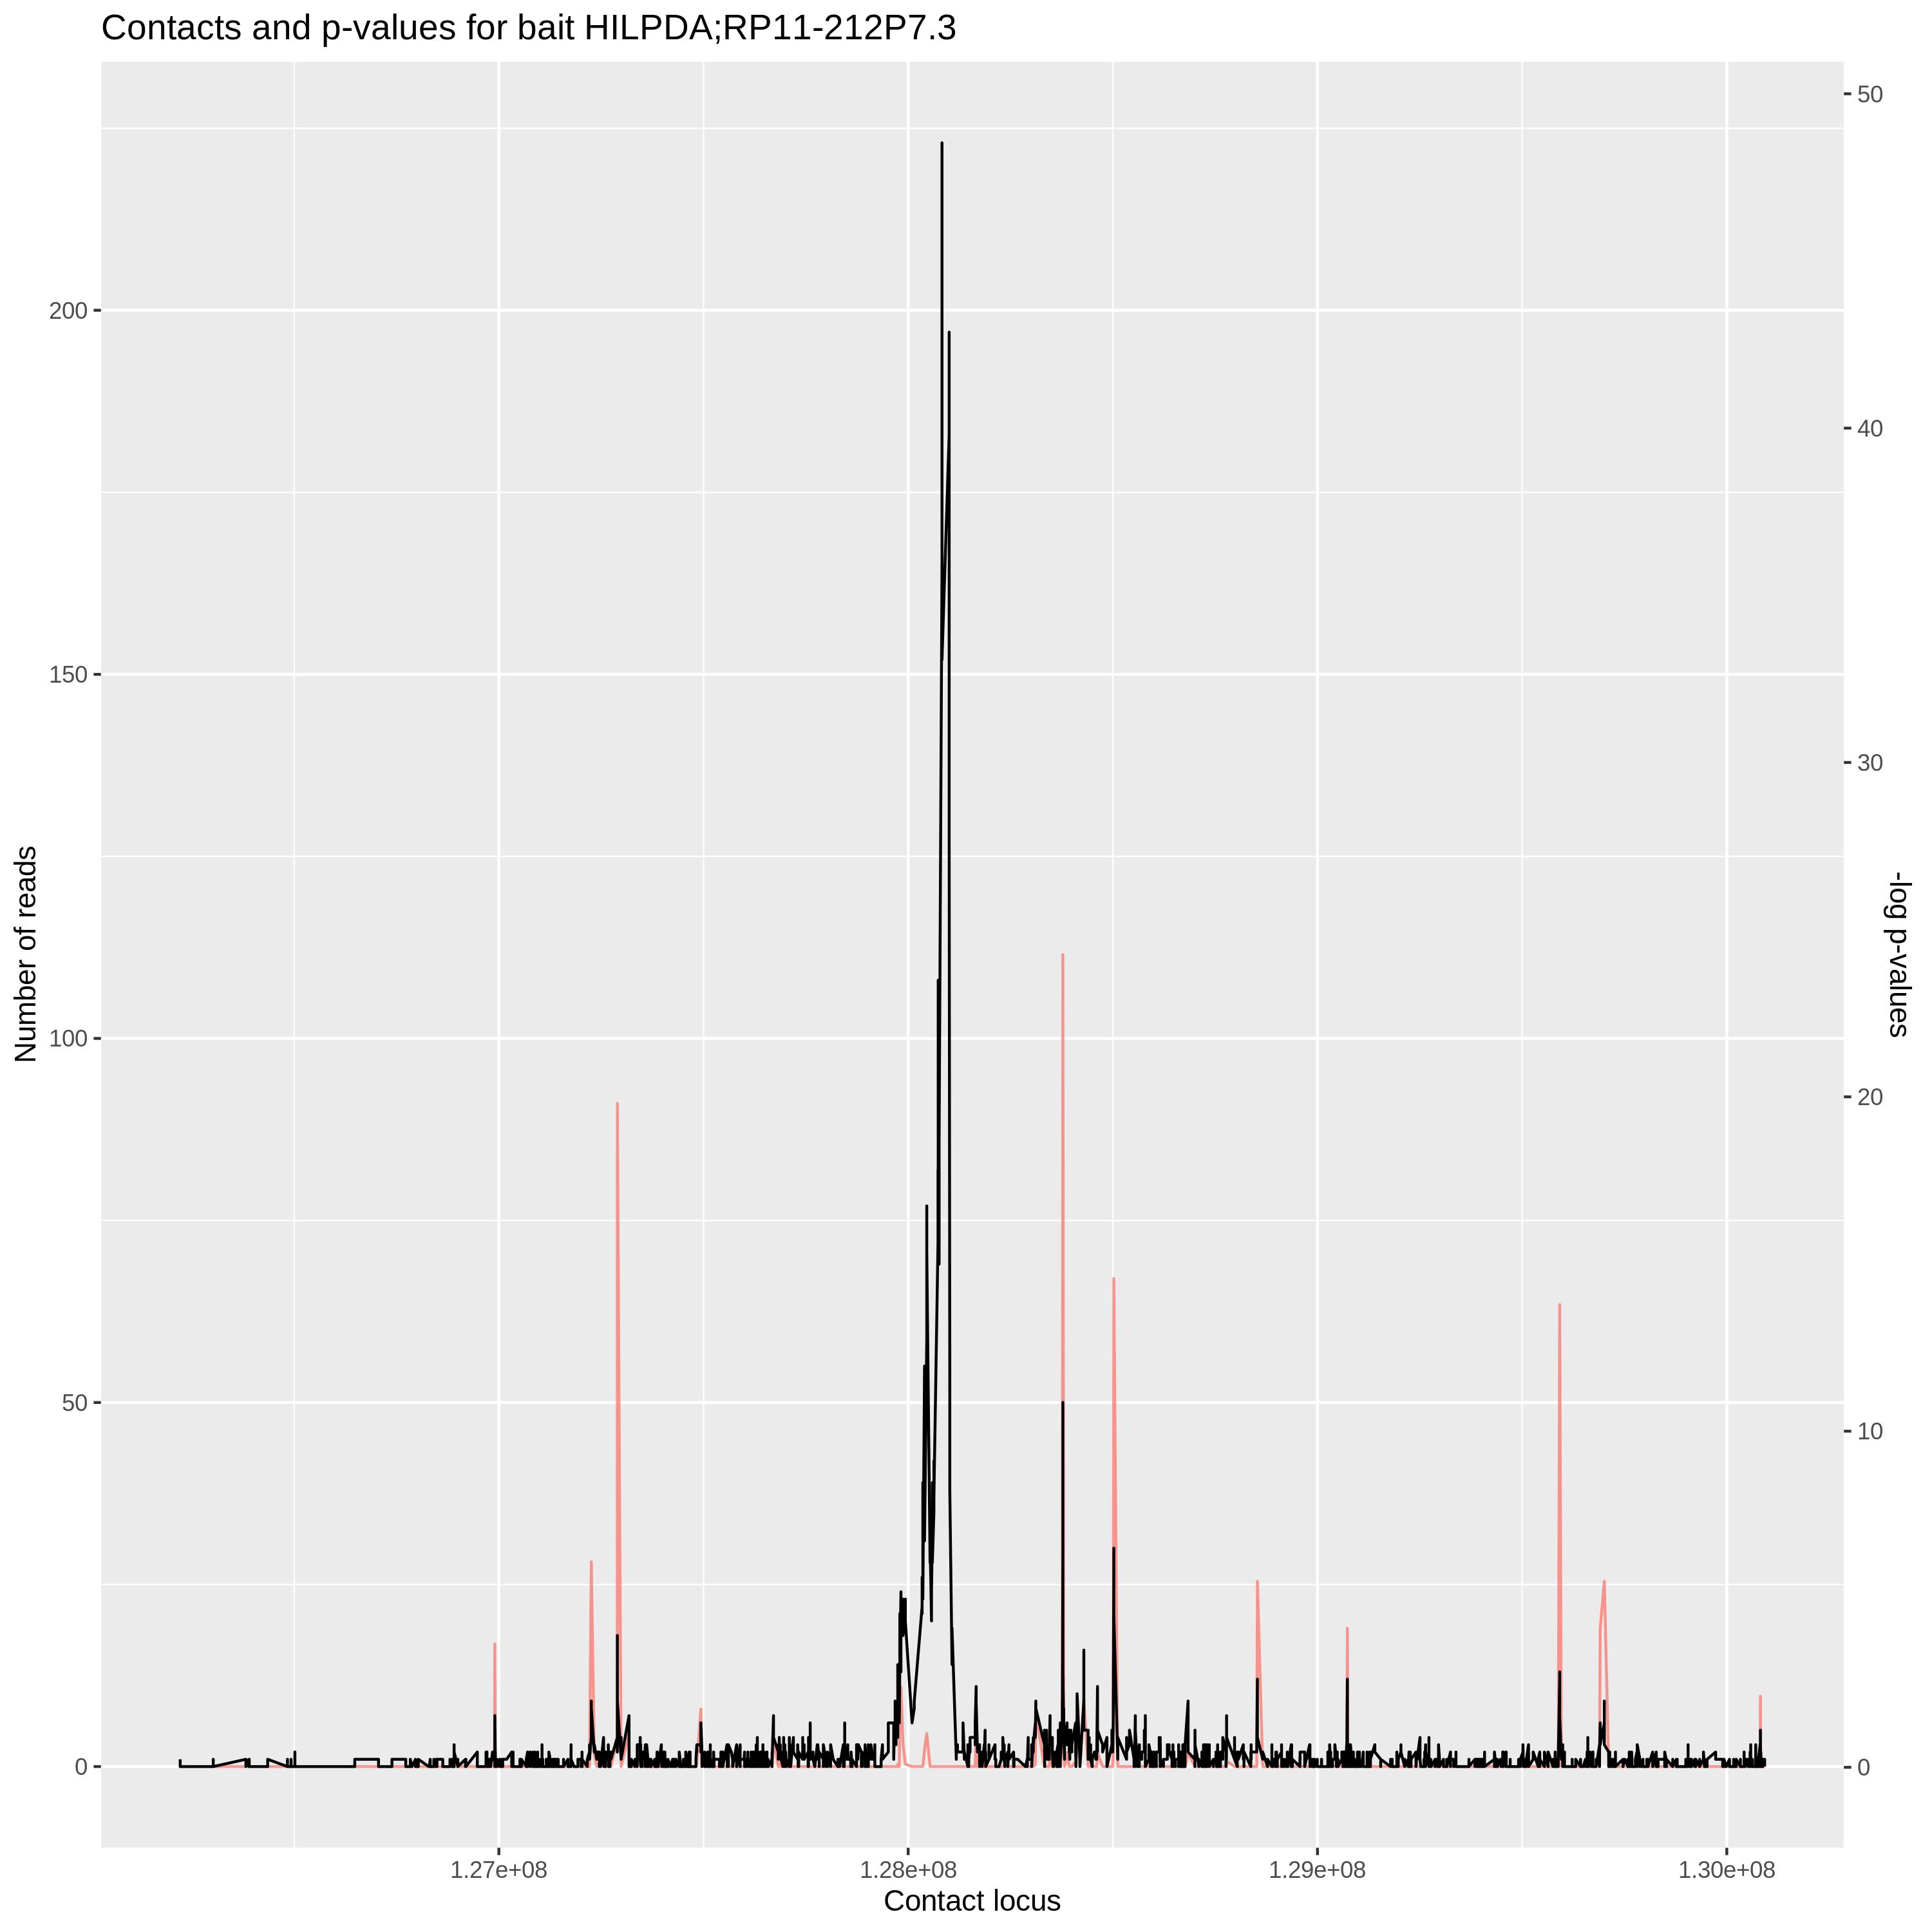 Contacts and p-values for bait HILPDA;RP11-212P7.3
Number of reads
200
150
100
50
0
50
40
30
20
10
0
-log p-values
1.27e+08
1.28e+08
1.29e+08
1.30e+08
Contact locus